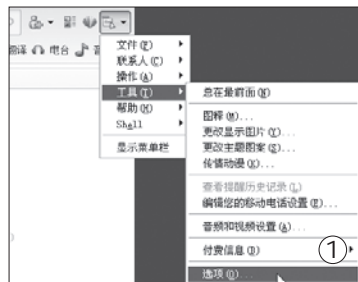 译 电台
文件(F)
联系人(C)
操作(A)
工具(T)
帮助(H)
Shell
显示菜单栏
总在最前面(W)
图释(M)...
更改显示图片(Y)...
更改主题图案(S)...
传情动漫(X)...
查看提醒历史记录(L)
编辑您的移动电话设置(E)...
音频和视频设置(A)...
付费信息(B)
①
选项(O)...